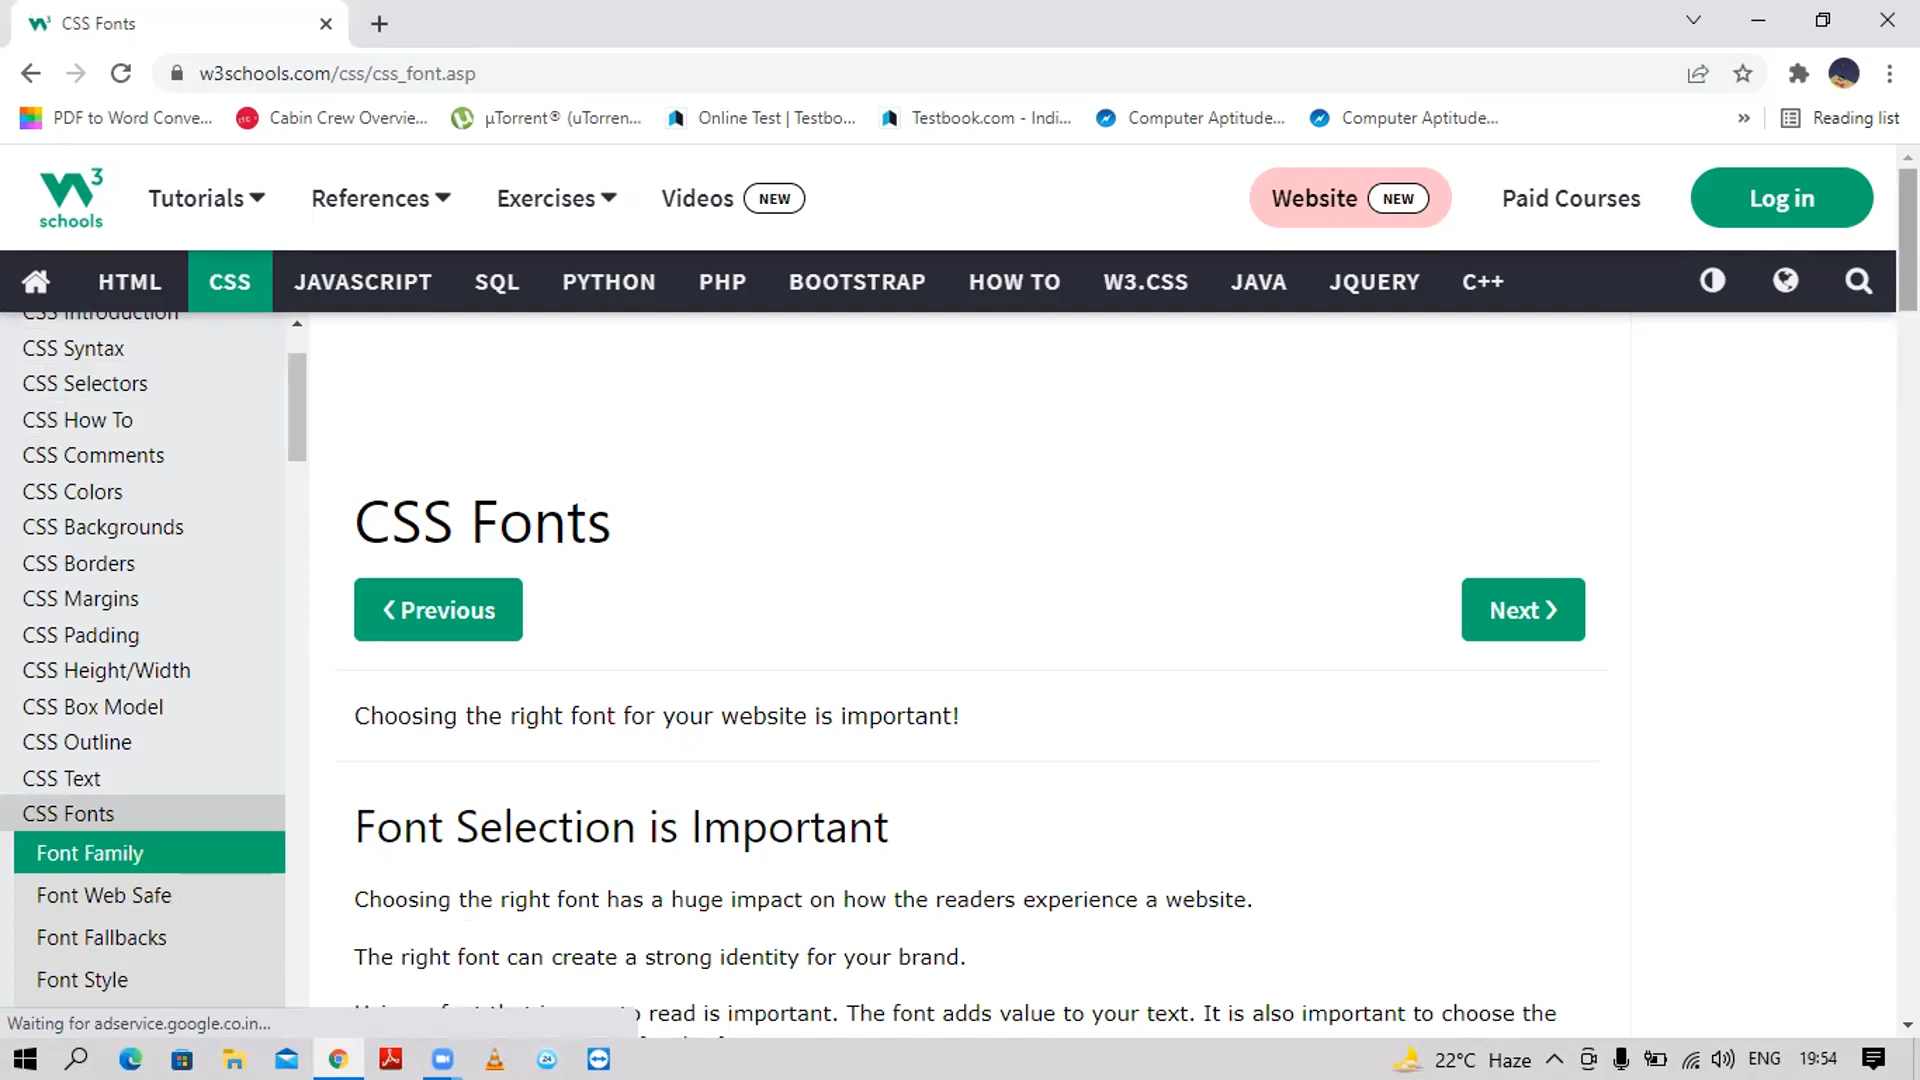 CSS Fonts
w3schools.com/css/css_font.asp
PDF to Word Conve...
Cabin Crew Overvie...
µTorrent® (uTorren...
Online Test | Testbo...
Testbook.com - Indi...
Computer Aptitude...
Computer Aptitude...
»
Reading list
W3 schools
Tutorials
References
Exercises
Videos NEW
Website NEW
Paid Courses
Log in
HTML
CSS
JAVASCRIPT
SQL
PYTHON
PHP
BOOTSTRAP
HOW TO
W3.CSS
JAVA
JQUERY
C++
CSS Introduction
CSS Syntax
CSS Selectors
CSS How To
CSS Comments
CSS Colors
CSS Backgrounds
CSS Borders
CSS Margins
CSS Padding
CSS Height/Width
CSS Box Model
CSS Outline
CSS Text
CSS Fonts
Font Family
Font Web Safe
Font Fallbacks
Font Style
CSS Fonts
❮ Previous
Next ❯
Choosing the right font for your website is important!
Font Selection is Important
Choosing the right font has a huge impact on how the readers experience a website.
The right font can create a strong identity for your brand.
read is important. The font adds value to your text. It is also important to choose the
Waiting for adservice.google.co.in...
24
22°C Haze
ENG
19:54